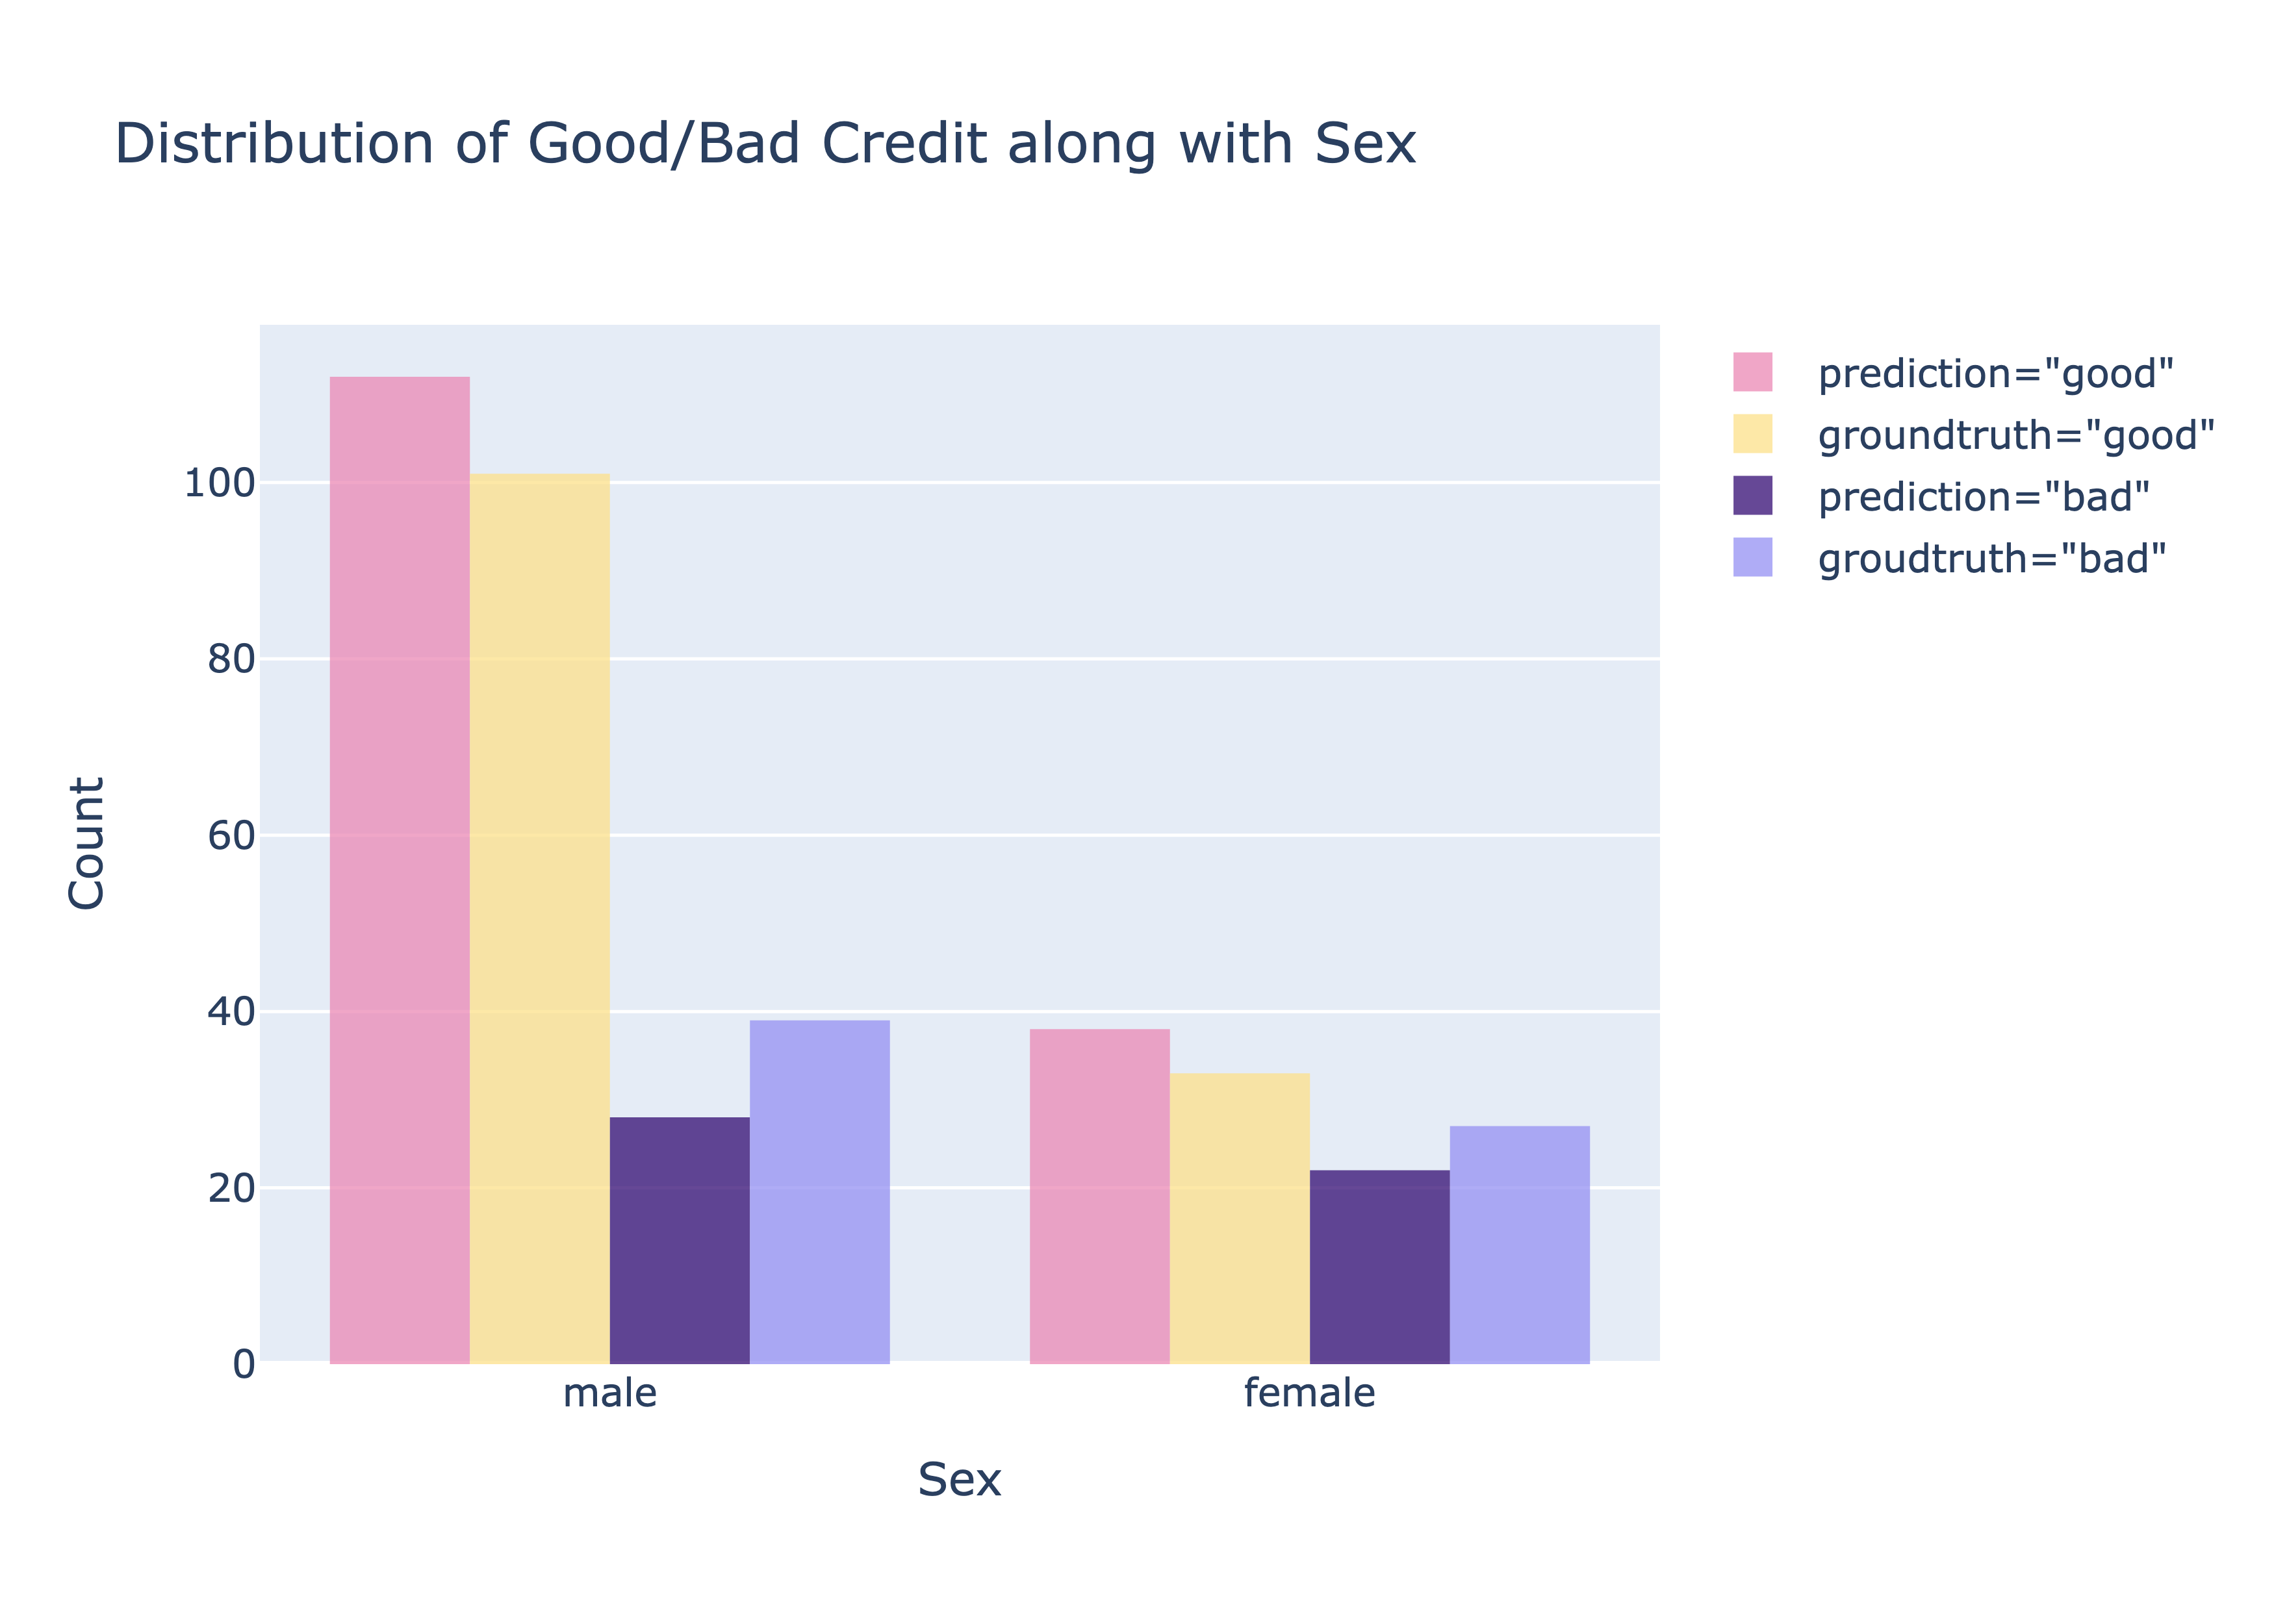 Distribution of Good/Bad Credit along with Sex
prediction="good"
groundtruth="good"
prediction="bad"
groudtruth="bad"
Count
100
80
60
40
20
0
male
female
Sex